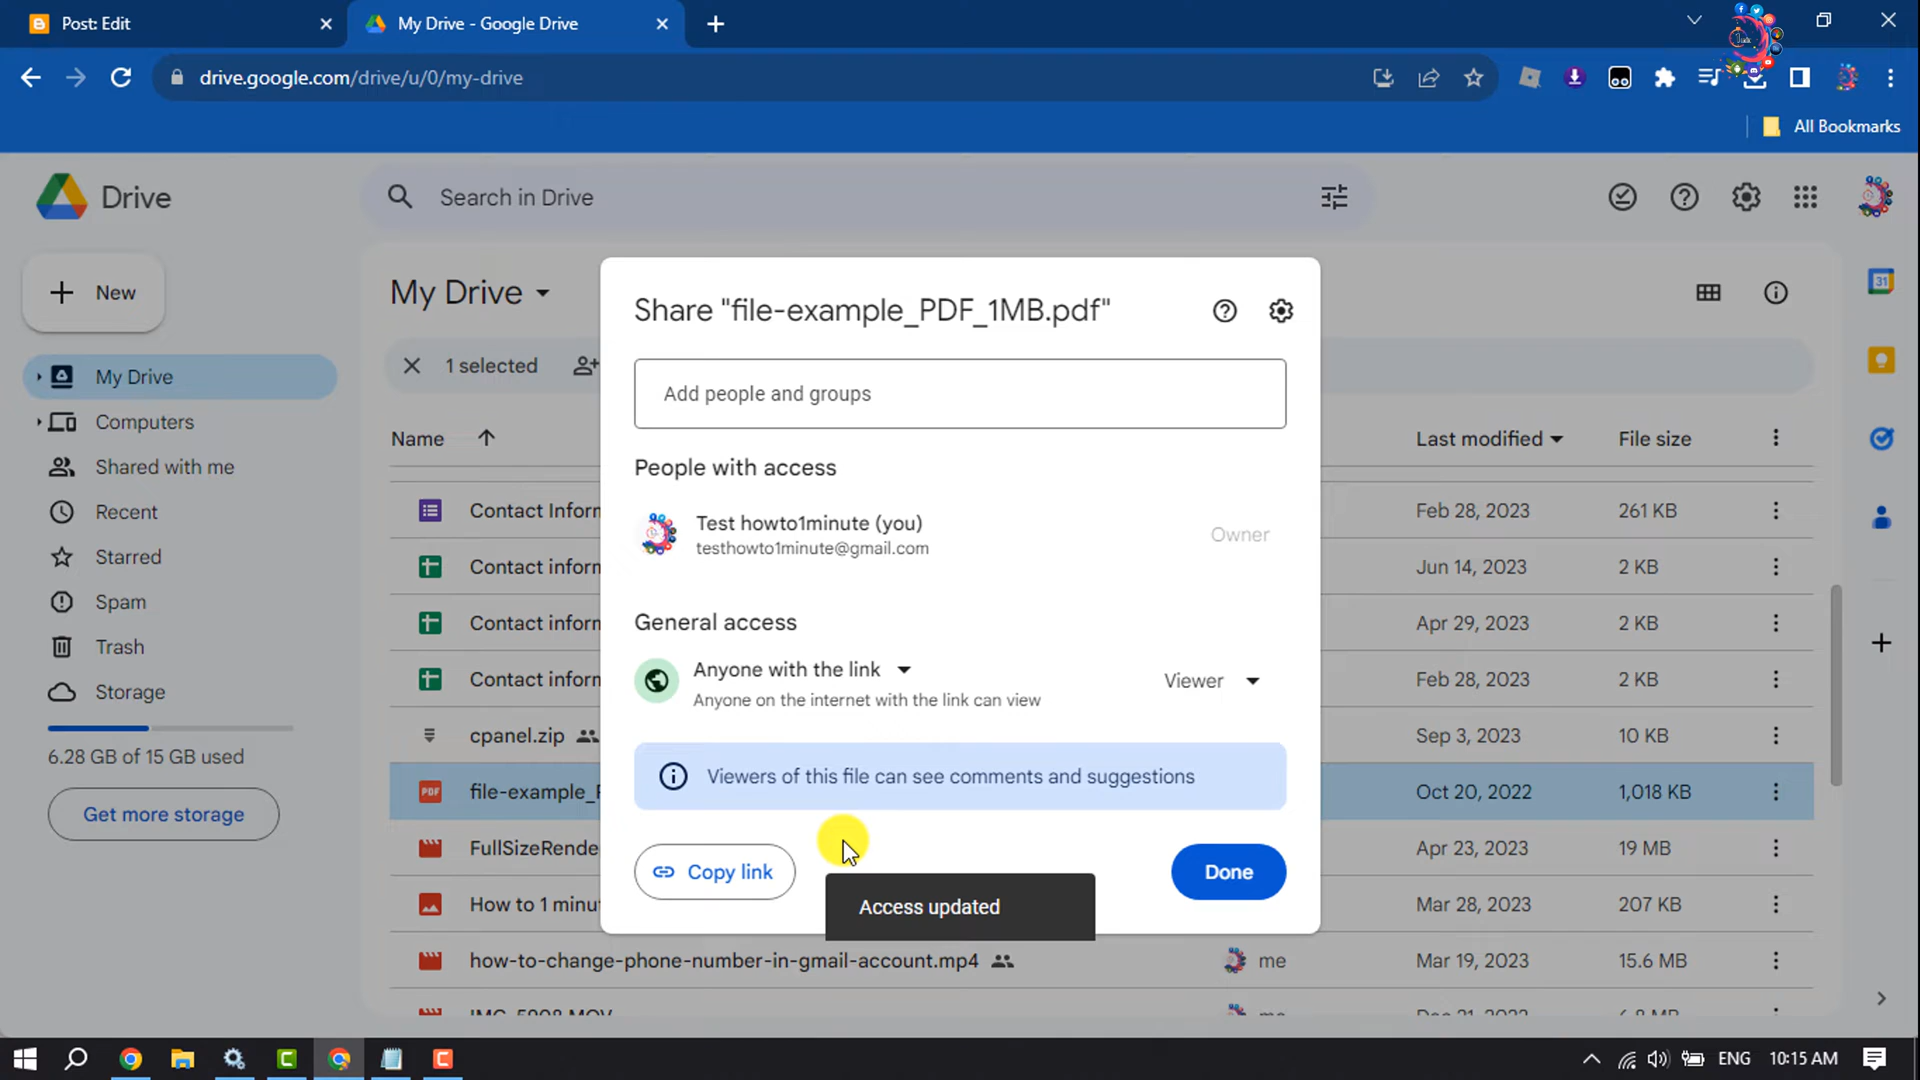 Post: Edit
My Drive - Google Drive
drive.google.com/drive/u/0/my-drive
All Bookmarks
Drive
Search in Drive
New
My Drive
Computers
Shared with me
Recent
Starred
Spam
Trash
Storage
6.28 GB of 15 GB used
Get more storage
My Drive
1 selected
Name
Last modified
File size
Contact Inform
Feb 28, 2023
261 KB
Contact inform
Jun 14, 2023
2 KB
Contact inform
Apr 29, 2023
2 KB
Contact inform
Feb 28, 2023
2 KB
cpanel.zip
Sep 3, 2023
10 KB
PDF
file-example_P
Oct 20, 2022
1,018 KB
FullSizeRende
Apr 23, 2023
19 MB
How to 1 minu
Mar 28, 2023
207 KB
how-to-change-phone-number-in-gmail-account.mp4
me
Mar 19, 2023
15.6 MB
Share "file-example_PDF_1MB.pdf"
Add people and groups
People with access
Test howto1minute (you)
testhowto1minute@gmail.com
Owner
General access
Anyone with the link
Anyone on the internet with the link can view
Viewer
Viewers of this file can see comments and suggestions
Copy link
Done
Access updated
31
ENG
10:15 AM